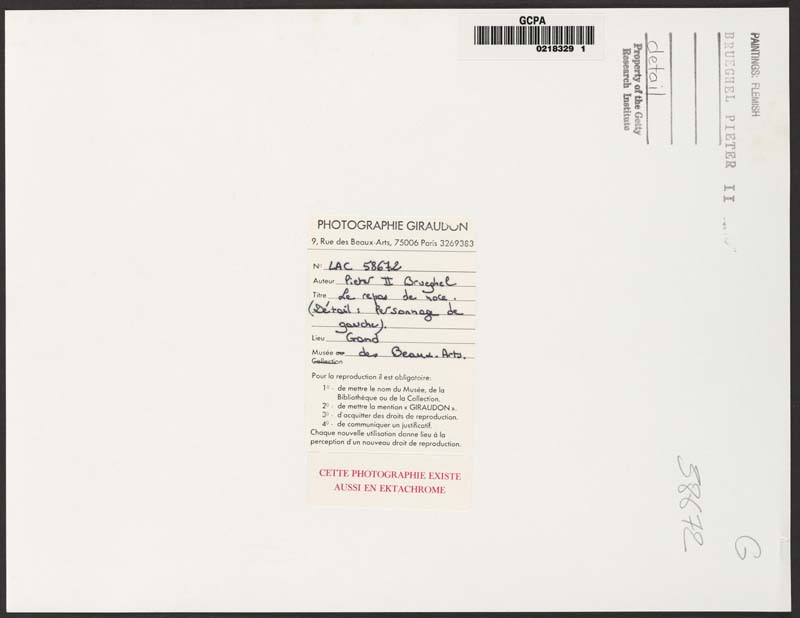 GCPA
0218329 1
PAINTINGS: FLEMISH
BRUEGHEL PIETER II
detail
Property of the Getty
Research Institute
PHOTOGRAPHIE GIRAUDON
9, Rue des Beaux-Arts, 75006 Paris 3269383
No LAC 58672
Auteur Pieter II Brueghel
Titre Le repas de noce.
(Détail: Personnage de
gauche).
Lieu Gand
Musée des Beaux-Arts.
Collection
Pour la reproduction il est obligatoire:
1o - de mettre le nom du Musée, de la
Bibliothèque ou de la Collection.
2o - de mettre la mention « GIRAUDON ».
3o - d'acquitter des droits de reproduction.
4o - de communiquer un justificatif.
Chaque nouvelle utilisation donne lieu à la
perception d'un nouveau droit de reproduction.
CETTE PHOTOGRAPHIE EXISTE
AUSSI EN EKTACHROME
58672
G